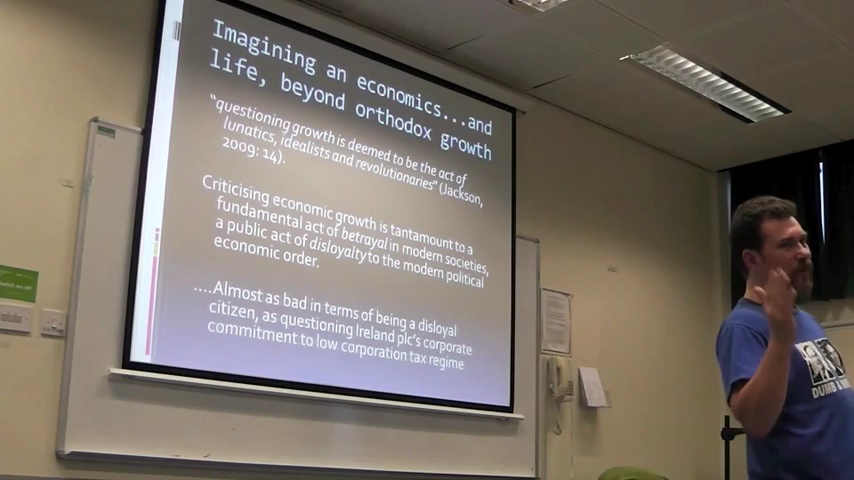 Imagining an economics...and
life, beyond orthodox growth
"questioning growth is deemed to be the act of
lunatics, idealists and revolutionaries" (Jackson,
2009: 14).
Criticising economic growth is tantamount to a
fundamental act of betrayal in modern societies,
a public act of disloyalty to the modern political
economic order.
....Almost as bad in terms of being a disloyal
citizen, as questioning Ireland plc's corporate
commitment to low corporation tax regime
DUMB